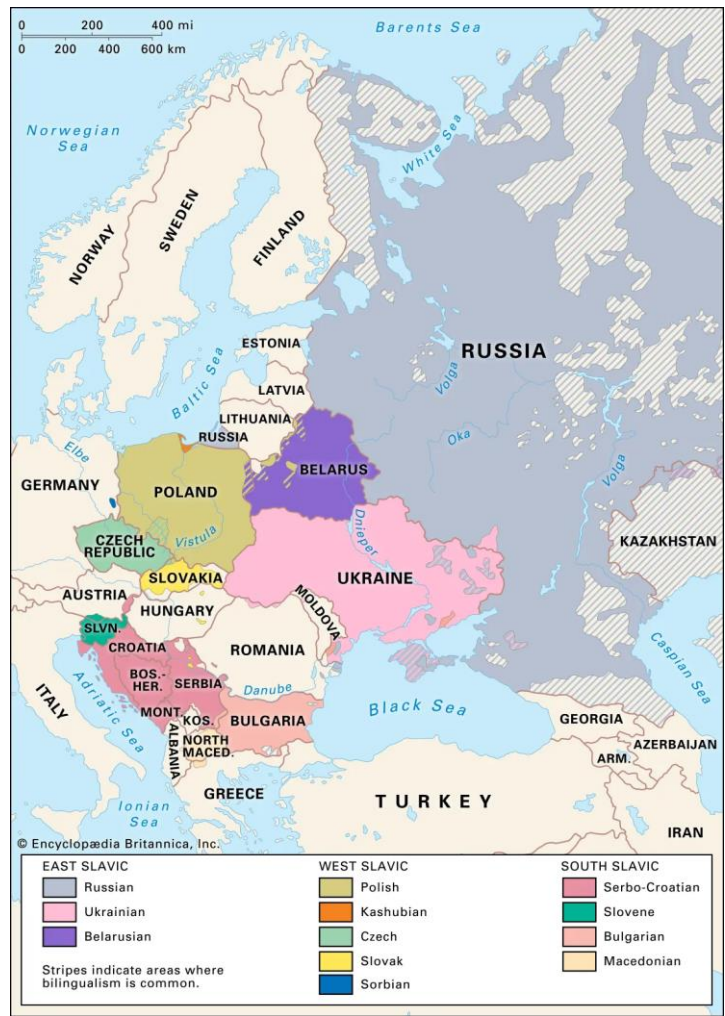 0 200 400 mi
0 200 400 600 km
Barents Sea
Norwegian
Sea
White Sea
NORWAY
SWEDEN
FINLAND
RUSSIA
ESTONIA
Baltic Sea
LATVIA
LITHUANIA
RUSSIA
Volga
Oka
Volga
Elbe
GERMANY
POLAND
BELARUS
Vistula
Dnieper
CZECH
REPUBLIC
SLOVAKIA
UKRAINE
KAZAKHSTAN
AUSTRIA
HUNGARY
MOLDOVA
SLVN.
CROATIA
ROMANIA
BOS.-
HER.
SERBIA
Danube
Caspian Sea
ITALY
Adriatic Sea
MONT.
KOS.
BULGARIA
Black Sea
ALBANIA
NORTH
MACED.
GEORGIA
AZERBAIJAN
ARM.
GREECE
TURKEY
Ionian
Sea
IRAN
© Encyclopædia Britannica, Inc.
EAST SLAVIC
Russian
Ukrainian
Belarusian
Stripes indicate areas where
bilingualism is common.
WEST SLAVIC
Polish
Kashubian
Czech
Slovak
Sorbian
SOUTH SLAVIC
Serbo-Croatian
Slovene
Bulgarian
Macedonian